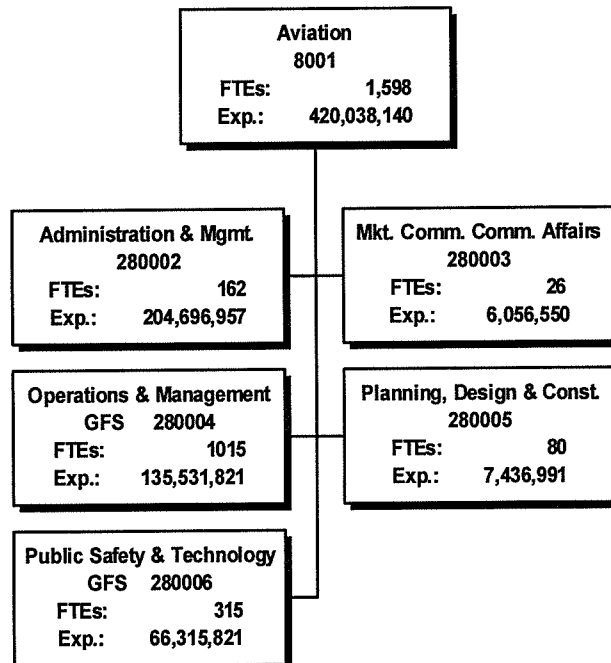 Aviation
8001
FTEs: 1,598
Exp.: 420,038,140
Administration & Mgmt.
280002
FTEs: 162
Exp.: 204,696,957
Mkt. Comm. Comm. Affairs
280003
FTEs: 26
Exp.: 6,056,550
Operations & Management
GFS 280004
FTEs: 1015
Exp.: 135,531,821
Planning, Design & Const.
280005
FTEs: 80
Exp.: 7,436,991
Public Safety & Technology
GFS 280006
FTEs: 315
Exp.: 66,315,821